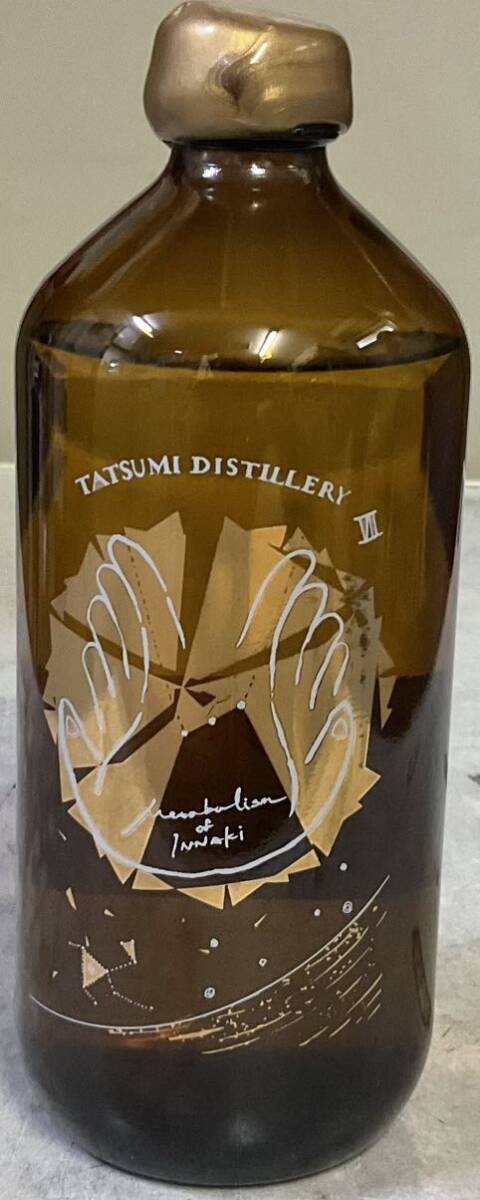 TATSUMI DISTILLERY
VII
Metabolism
of
INNAKI